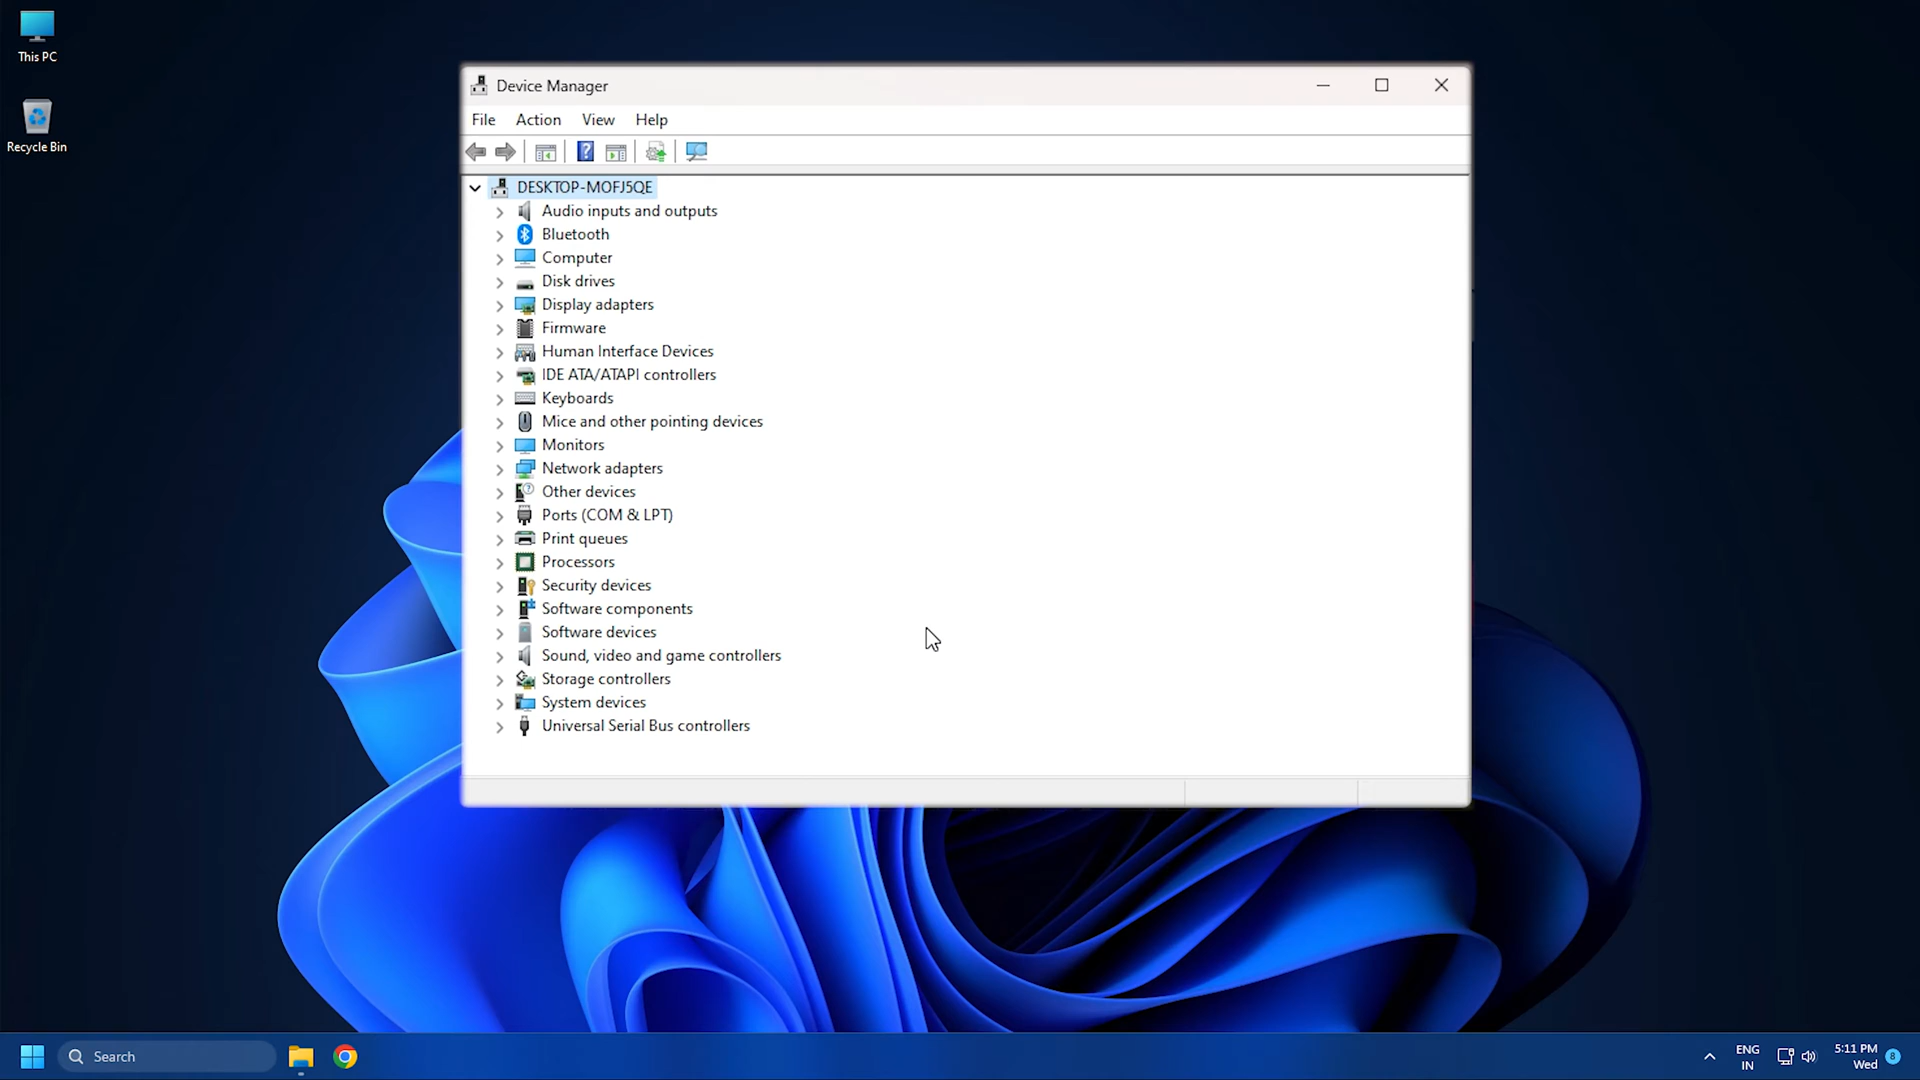 This PC
Recycle Bin
Device Manager
File Action View Help
DESKTOP-MOFJ5QE
Audio inputs and outputs
Bluetooth
Computer
Disk drives
Display adapters
Firmware
Human Interface Devices
IDE ATA/ATAPI controllers
Keyboards
Mice and other pointing devices
Monitors
Network adapters
Other devices
Ports (COM & LPT)
Print queues
Processors
Security devices
Software components
Software devices
Sound, video and game controllers
Storage controllers
System devices
Universal Serial Bus controllers
Search
ENG
IN
5:11 PM
Wed
8